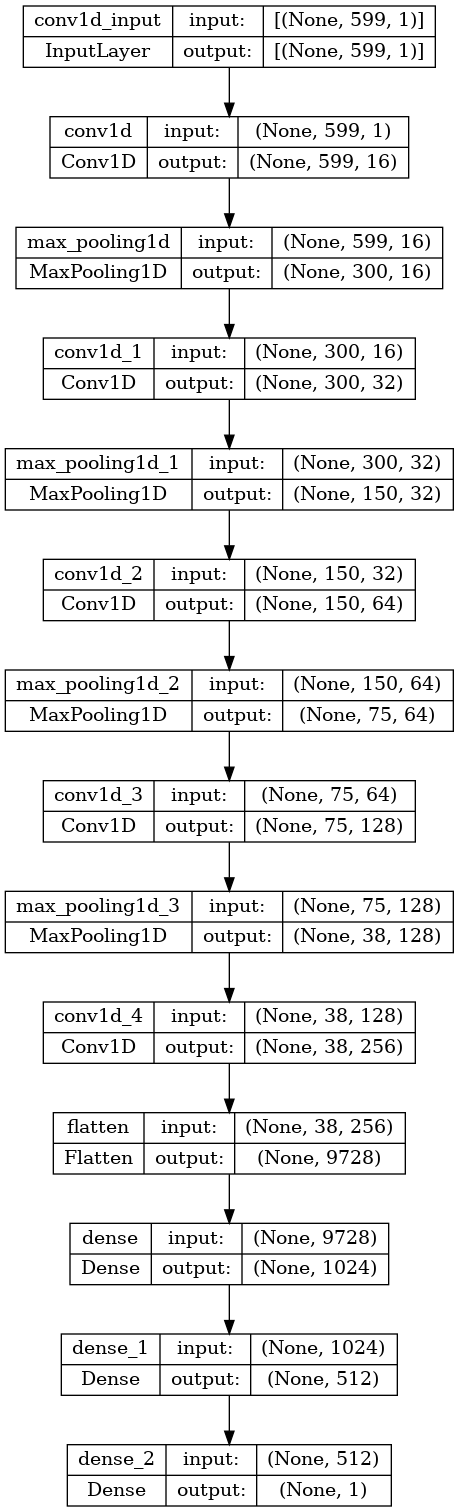 conv1d_input input: [(None, 599, 1)]
InputLayer output: [(None, 599, 1)]
conv1d input: (None, 599, 1)
Conv1D output: (None, 599, 16)
max_pooling1d input: (None, 599, 16)
MaxPooling1D output: (None, 300, 16)
conv1d_1 input: (None, 300, 16)
Conv1D output: (None, 300, 32)
max_pooling1d_1 input: (None, 300, 32)
MaxPooling1D output: (None, 150, 32)
conv1d_2 input: (None, 150, 32)
Conv1D output: (None, 150, 64)
max_pooling1d_2 input: (None, 150, 64)
MaxPooling1D output: (None, 75, 64)
conv1d_3 input: (None, 75, 64)
Conv1D output: (None, 75, 128)
max_pooling1d_3 input: (None, 75, 128)
MaxPooling1D output: (None, 38, 128)
conv1d_4 input: (None, 38, 128)
Conv1D output: (None, 38, 256)
flatten input: (None, 38, 256)
Flatten output: (None, 9728)
dense input: (None, 9728)
Dense output: (None, 1024)
dense_1 input: (None, 1024)
Dense output: (None, 512)
dense_2 input: (None, 512)
Dense output: (None, 1)